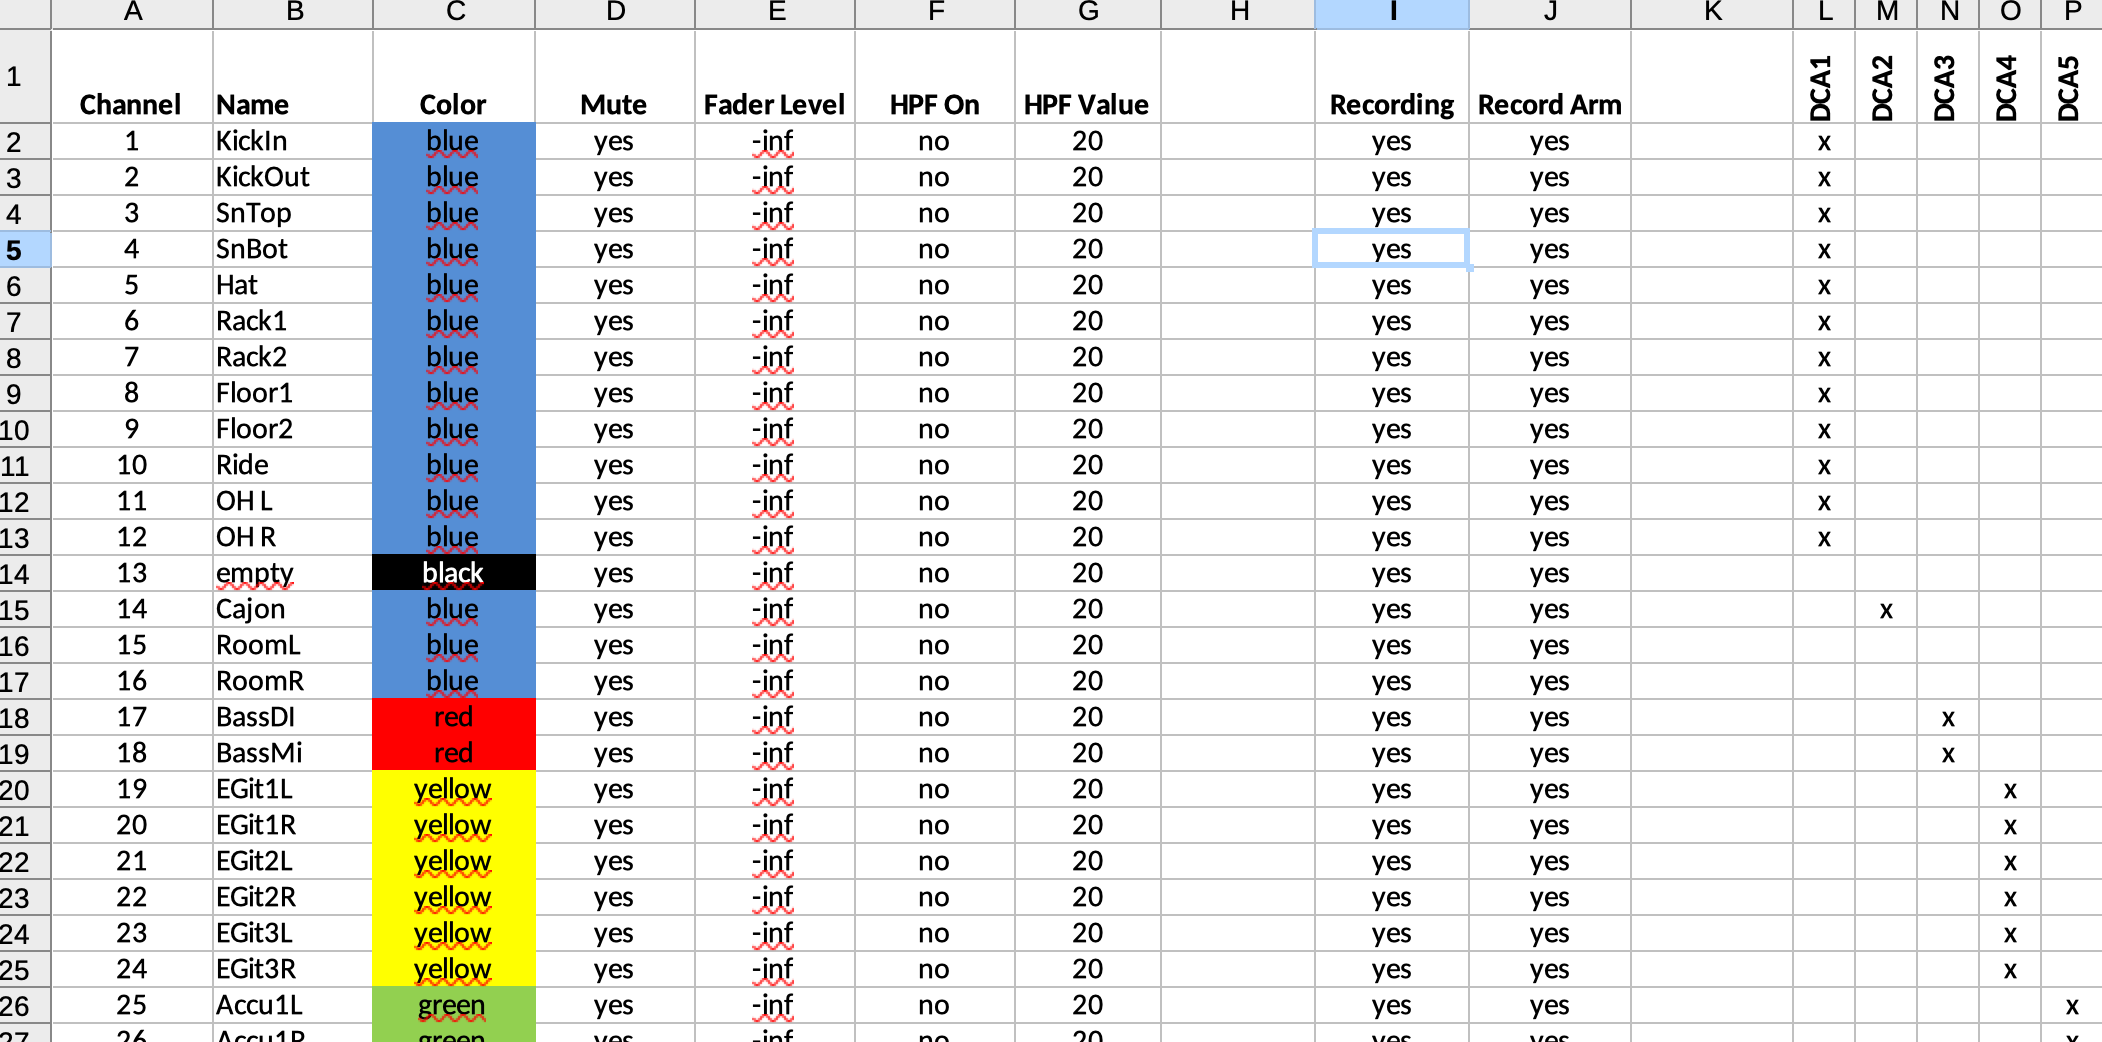 A B C D E F G H I J K L M N O P
1 Channel Name Color Mute Fader Level HPF On HPF Value Recording Record Arm DCA1 DCA2 DCA3 DCA4 DCA5
2 1 KickIn blue yes -inf no 20 yes yes x
3 2 KickOut blue yes -inf no 20 yes yes x
4 3 SnTop blue yes -inf no 20 yes yes x
5 4 SnBot blue yes -inf no 20 yes yes x
6 5 Hat blue yes -inf no 20 yes yes x
7 6 Rack1 blue yes -inf no 20 yes yes x
8 7 Rack2 blue yes -inf no 20 yes yes x
9 8 Floor1 blue yes -inf no 20 yes yes x
10 9 Floor2 blue yes -inf no 20 yes yes x
11 10 Ride blue yes -inf no 20 yes yes x
12 11 OH L blue yes -inf no 20 yes yes x
13 12 OH R blue yes -inf no 20 yes yes x
14 13 empty black yes -inf no 20 yes yes
15 14 Cajon blue yes -inf no 20 yes yes x
16 15 RoomL blue yes -inf no 20 yes yes
17 16 RoomR blue yes -inf no 20 yes yes
18 17 BassDI red yes -inf no 20 yes yes x
19 18 BassMi red yes -inf no 20 yes yes x
20 19 EGit1L yellow yes -inf no 20 yes yes x
21 20 EGit1R yellow yes -inf no 20 yes yes x
22 21 EGit2L yellow yes -inf no 20 yes yes x
23 22 EGit2R yellow yes -inf no 20 yes yes x
24 23 EGit3L yellow yes -inf no 20 yes yes x
25 24 EGit3R yellow yes -inf no 20 yes yes x
26 25 Accu1L green yes -inf no 20 yes yes x
27 26 Accu1R green yes -inf no 20 yes yes x